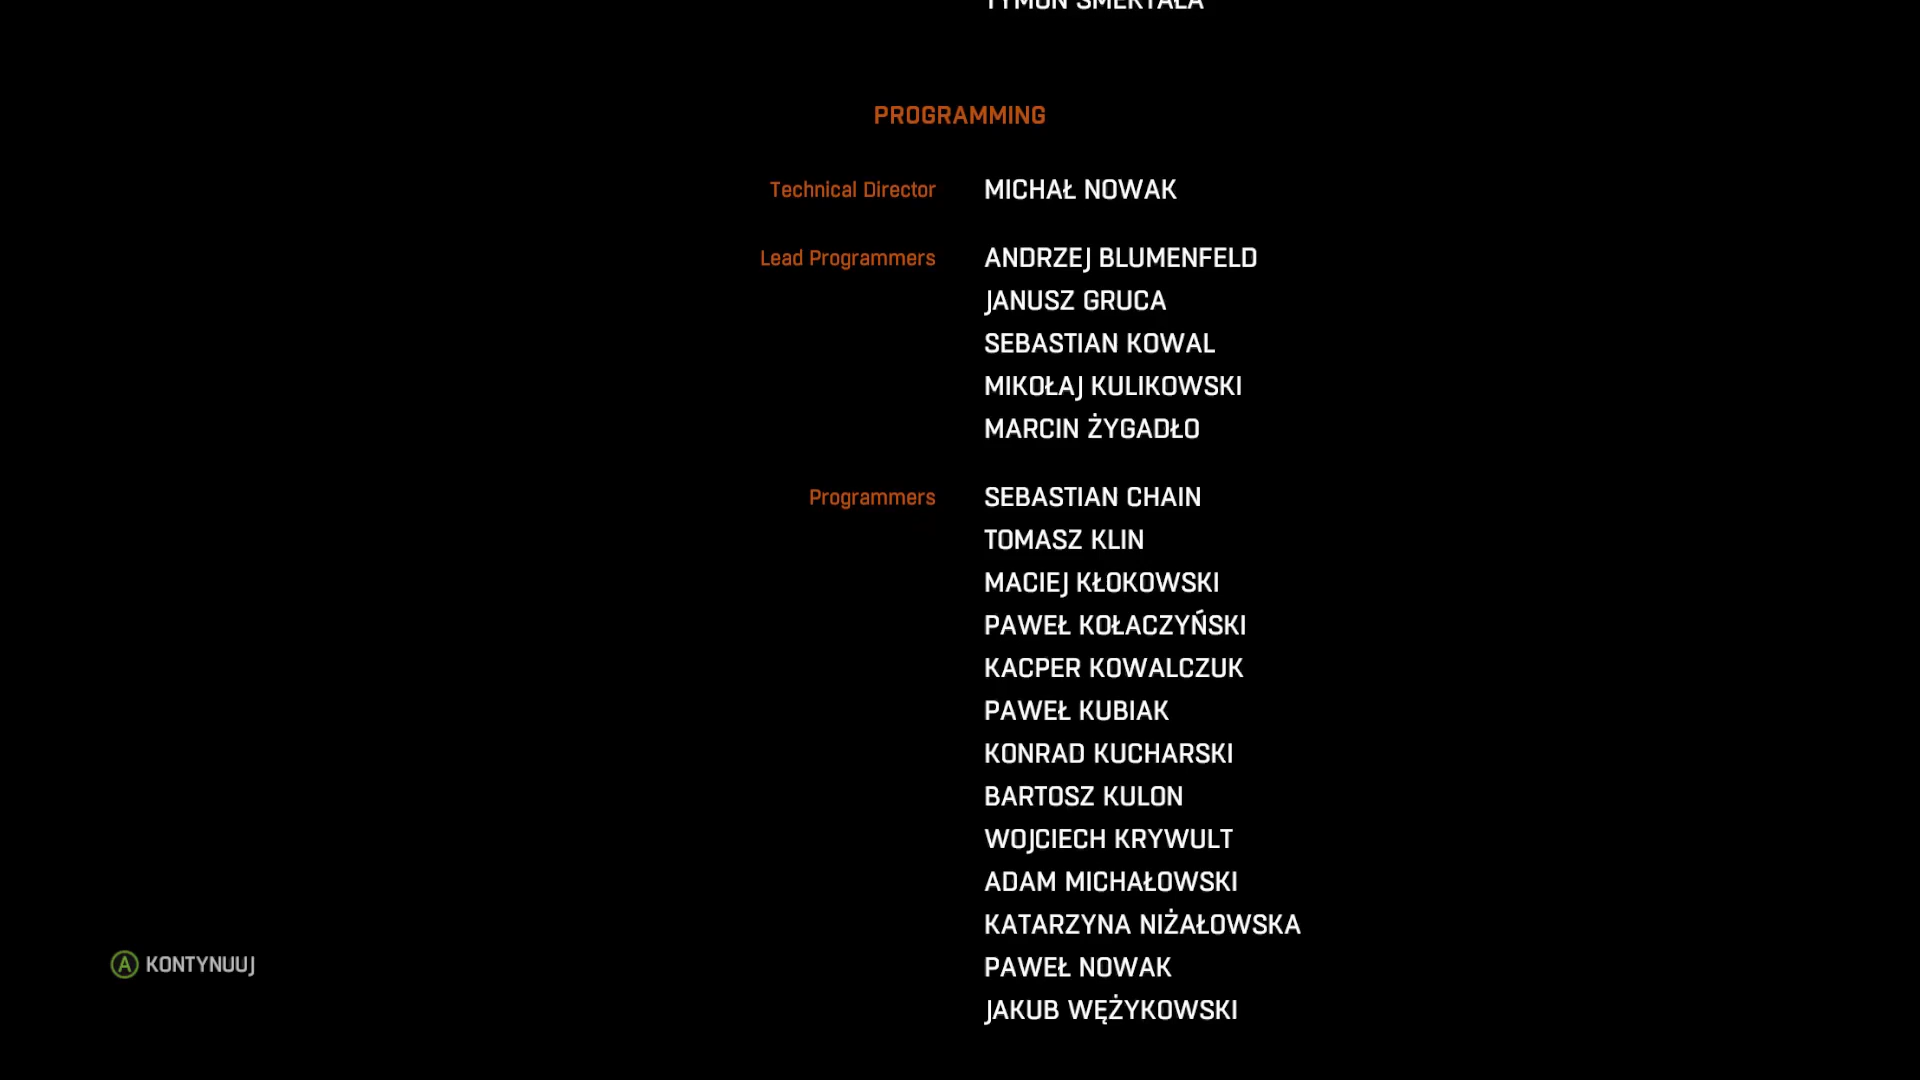 TYMON SMEKTAŁA
PROGRAMMING
Technical Director MICHAŁ NOWAK
Lead Programmers ANDRZEJ BLUMENFELD
JANUSZ GRUCA
SEBASTIAN KOWAL
MIKOŁAJ KULIKOWSKI
MARCIN ŻYGADŁO
Programmers SEBASTIAN CHAIN
TOMASZ KLIN
MACIEJ KŁOKOWSKI
PAWEŁ KOŁACZYŃSKI
KACPER KOWALCZUK
PAWEŁ KUBIAK
KONRAD KUCHARSKI
BARTOSZ KULON
WOJCIECH KRYWULT
ADAM MICHAŁOWSKI
KATARZYNA NIŻAŁOWSKA
PAWEŁ NOWAK
JAKUB WĘŻYKOWSKI
A KONTYNUUJ